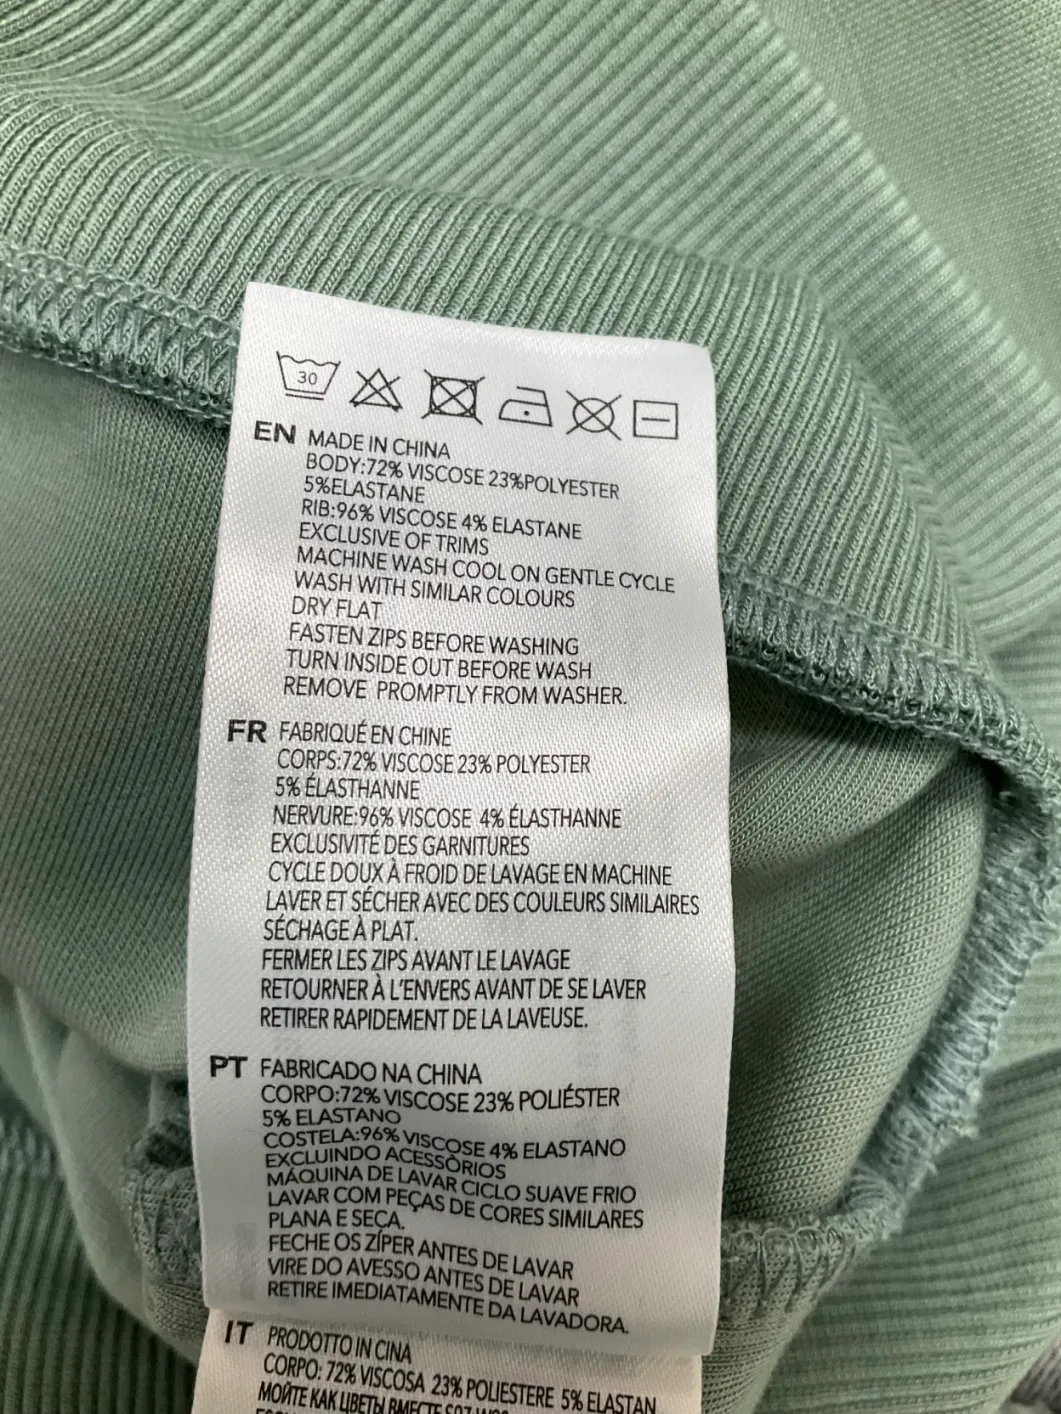 30
EN MADE IN CHINA
BODY:72% VISCOSE 23%POLYESTER
5%ELASTANE
RIB:96% VISCOSE 4% ELASTANE
EXCLUSIVE OF TRIMS
MACHINE WASH COOL ON GENTLE CYCLE
WASH WITH SIMILAR COLOURS
DRY FLAT
FASTEN ZIPS BEFORE WASHING
TURN INSIDE OUT BEFORE WASH
REMOVE PROMPTLY FROM WASHER.
FR FABRIQUÉ EN CHINE
CORPS:72% VISCOSE 23% POLYESTER
5% ÉLASTHANNE
NERVURE:96% VISCOSE 4% ÉLASTHANNE
EXCLUSIVITÉ DES GARNITURES
CYCLE DOUX À FROID DE LAVAGE EN MACHINE
LAVER ET SÉCHER AVEC DES COULEURS SIMILAIRES
SÉCHAGE À PLAT.
FERMER LES ZIPS AVANT LE LAVAGE
RETOURNER À L'ENVERS AVANT DE SE LAVER
RETIRER RAPIDEMENT DE LA LAVEUSE.
PT FABRICADO NA CHINA
CORPO:72% VISCOSE 23% POLIÉSTER
5% ELASTANO
COSTELA:96% VISCOSE 4% ELASTANO
EXCLUINDO ACESSÓRIOS
MÁQUINA DE LAVAR CICLO SUAVE FRIO
LAVAR COM PEÇAS DE CORES SIMILARES
PLANA E SECA.
FECHE OS ZÍPER ANTES DE LAVAR
VIRE DO AVESSO ANTES DE LAVAR
RETIRE IMEDIATAMENTE DA LAVADORA.
IT PRODOTTO IN CINA
CORPO: 72% VISCOSA 23% POLIESTERE 5% ELASTAN
МОЙТЕ КАК ЦВЕТЫ ВМЕСТЕ